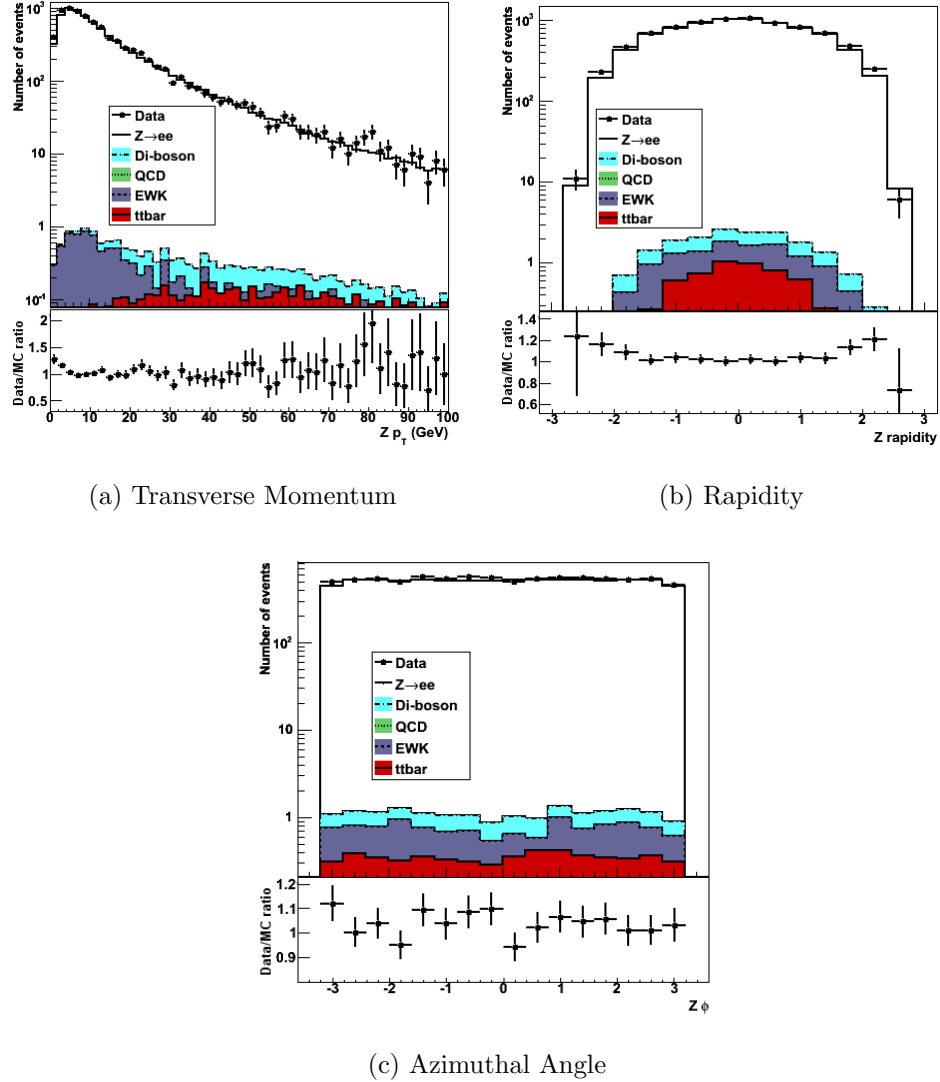 Number of events
10³
10²
10
1
10⁻¹
Data
Z→ee
Di-boson
QCD
EWK
ttbar
Data/MC ratio
2
1.5
1
0.5
0 10 20 30 40 50 60 70 80 90 100
Z p_T (GeV)
(a) Transverse Momentum
Number of events
10³
10²
10
1
Data
Z→ee
Di-boson
QCD
EWK
ttbar
Data/MC ratio
1.4
1.2
1.0
0.8
0.6
-3 -2 -1 0 1 2 3
Z rapidity
(b) Rapidity
Number of events
10²
10
1
Data
Z→ee
Di-boson
QCD
EWK
ttbar
Data/MC ratio
1.2
1.1
1
0.9
-3 -2 -1 0 1 2 3
Z ϕ
(c) Azimuthal Angle